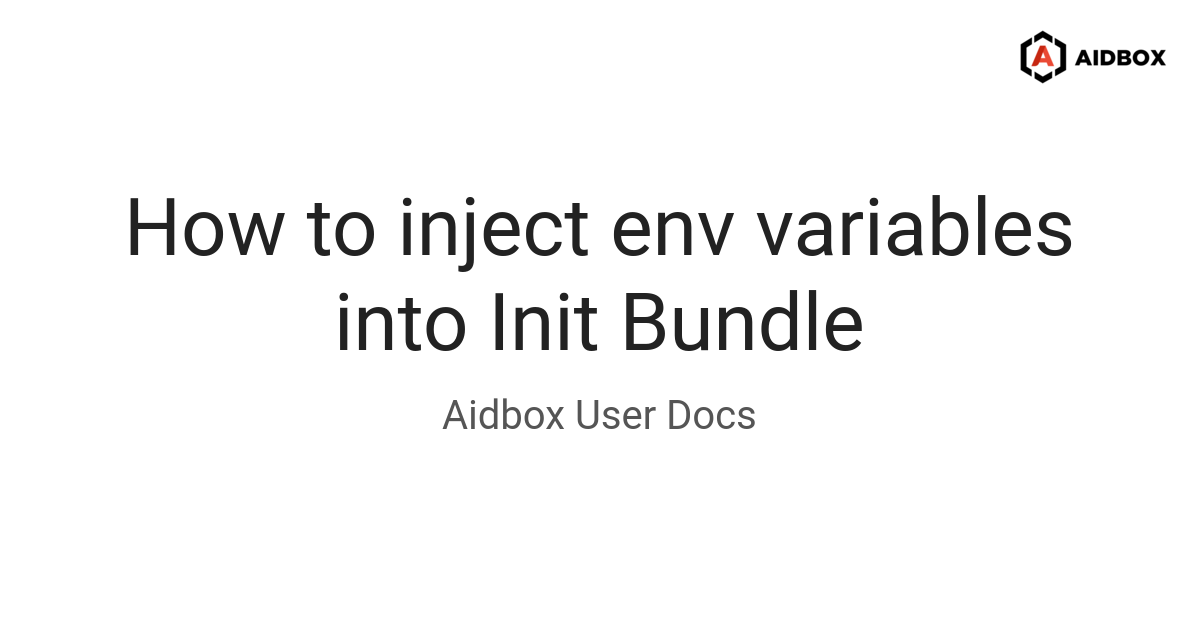 AIDBOX
How to inject env variables
into Init Bundle
Aidbox User Docs